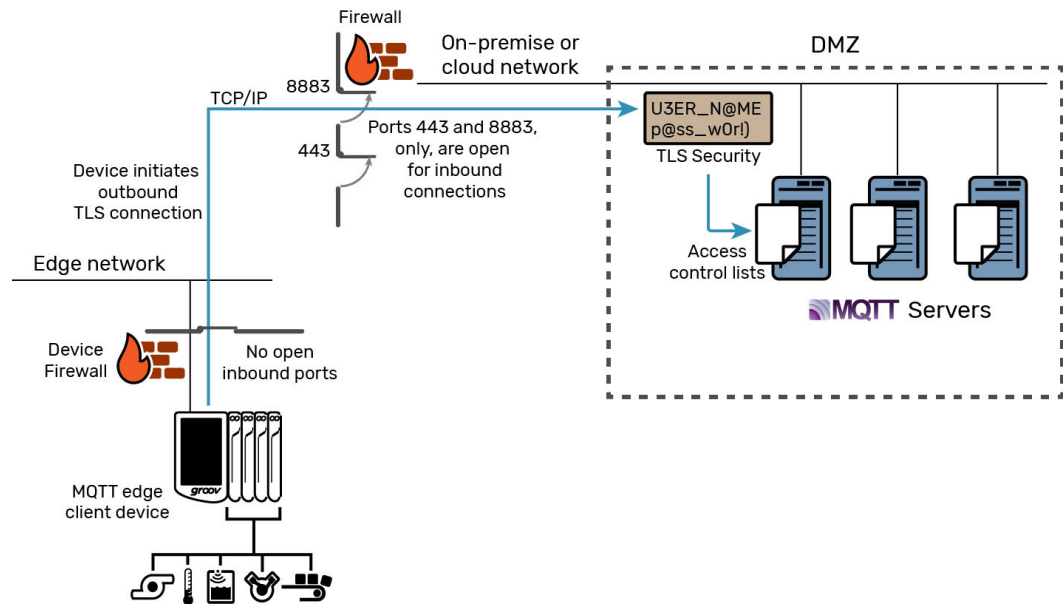 Firewall
On-premise or
cloud network
DMZ
8883
TCP/IP
U3ER_N@ME
p@ss_w0r!)
Ports 443 and 8883,
only, are open
for inbound
connections
443
TLS Security
Device initiates
outbound
TLS connection
Access
control lists
Edge network
MQTT Servers
Device
Firewall
No open
inbound ports
groov
MQTT edge
client device